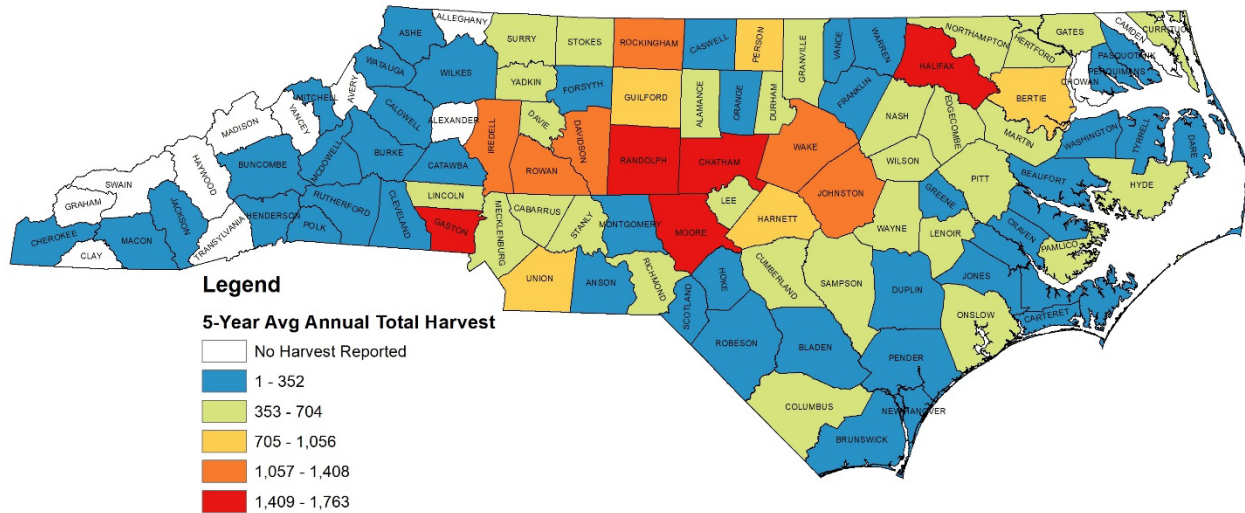 ALLEGHANY
ASHE
SURRY
STOKES
ROCKINGHAM
CASWELL
PERSON
GRANVILLE
VANCE
WARREN
HALIFAX
NORTHAMPTON
HERTFORD
GATES
CAMDEN
CURRITUCK
PASQUOTANK
PERQUIMANS
CHOWAN
WATAUGA
WILKES
YADKIN
FORSYTH
GUILFORD
ALAMANCE
ORANGE
DURHAM
FRANKLIN
NASH
EDGECOMBE
MARTIN
BERTIE
WASHINGTON
TYRRELL
DARE
MITCHELL
AVERY
CALDWELL
ALEXANDER
IREDELL
DAVIE
DAVIDSON
RANDOLPH
CHATHAM
WAKE
JOHNSTON
WILSON
PITT
BEAUFORT
HYDE
MADISON
YANCEY
HAYWOOD
BUNCOMBE
MCDOWELL
BURKE
CATAWBA
ROWAN
SWAIN
GRAHAM
CHEROKEE
CLAY
MACON
JACKSON
TRANSYLVANIA
HENDERSON
POLK
RUTHERFORD
CLEVELAND
LINCOLN
GASTON
MECKLENBURG
CABARRUS
STANLY
MONTGOMERY
MOORE
LEE
HARNETT
WAYNE
GREENE
LENOIR
CRAVEN
PAMLICO
UNION
ANSON
RICHMOND
SCOTLAND
HOKE
CUMBERLAND
SAMPSON
DUPLIN
JONES
CARTERET
ONSLOW
ROBESON
BLADEN
PENDER
COLUMBUS
NEW HANOVER
BRUNSWICK
Legend
5-Year Avg Annual Total Harvest
No Harvest Reported
1 - 352
353 - 704
705 - 1,056
1,057 - 1,408
1,409 - 1,763